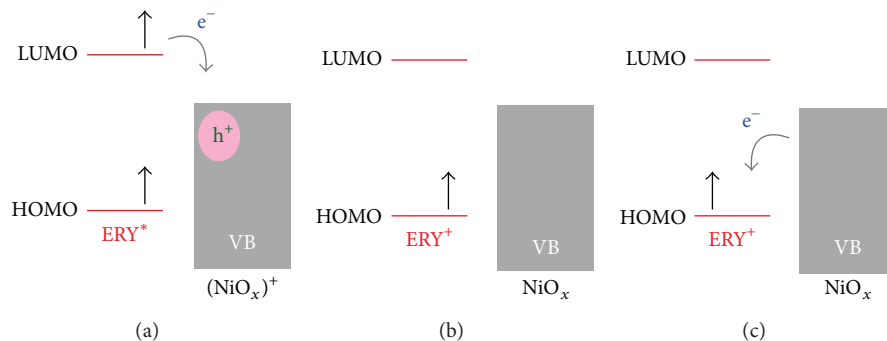 LUMO
e⁻
h⁺
HOMO
ERY*
VB
(NiOₓ)⁺
(a)
LUMO
HOMO
ERY⁺
VB
NiOₓ
(b)
LUMO
e⁻
HOMO
ERY⁺
VB
NiOₓ
(c)